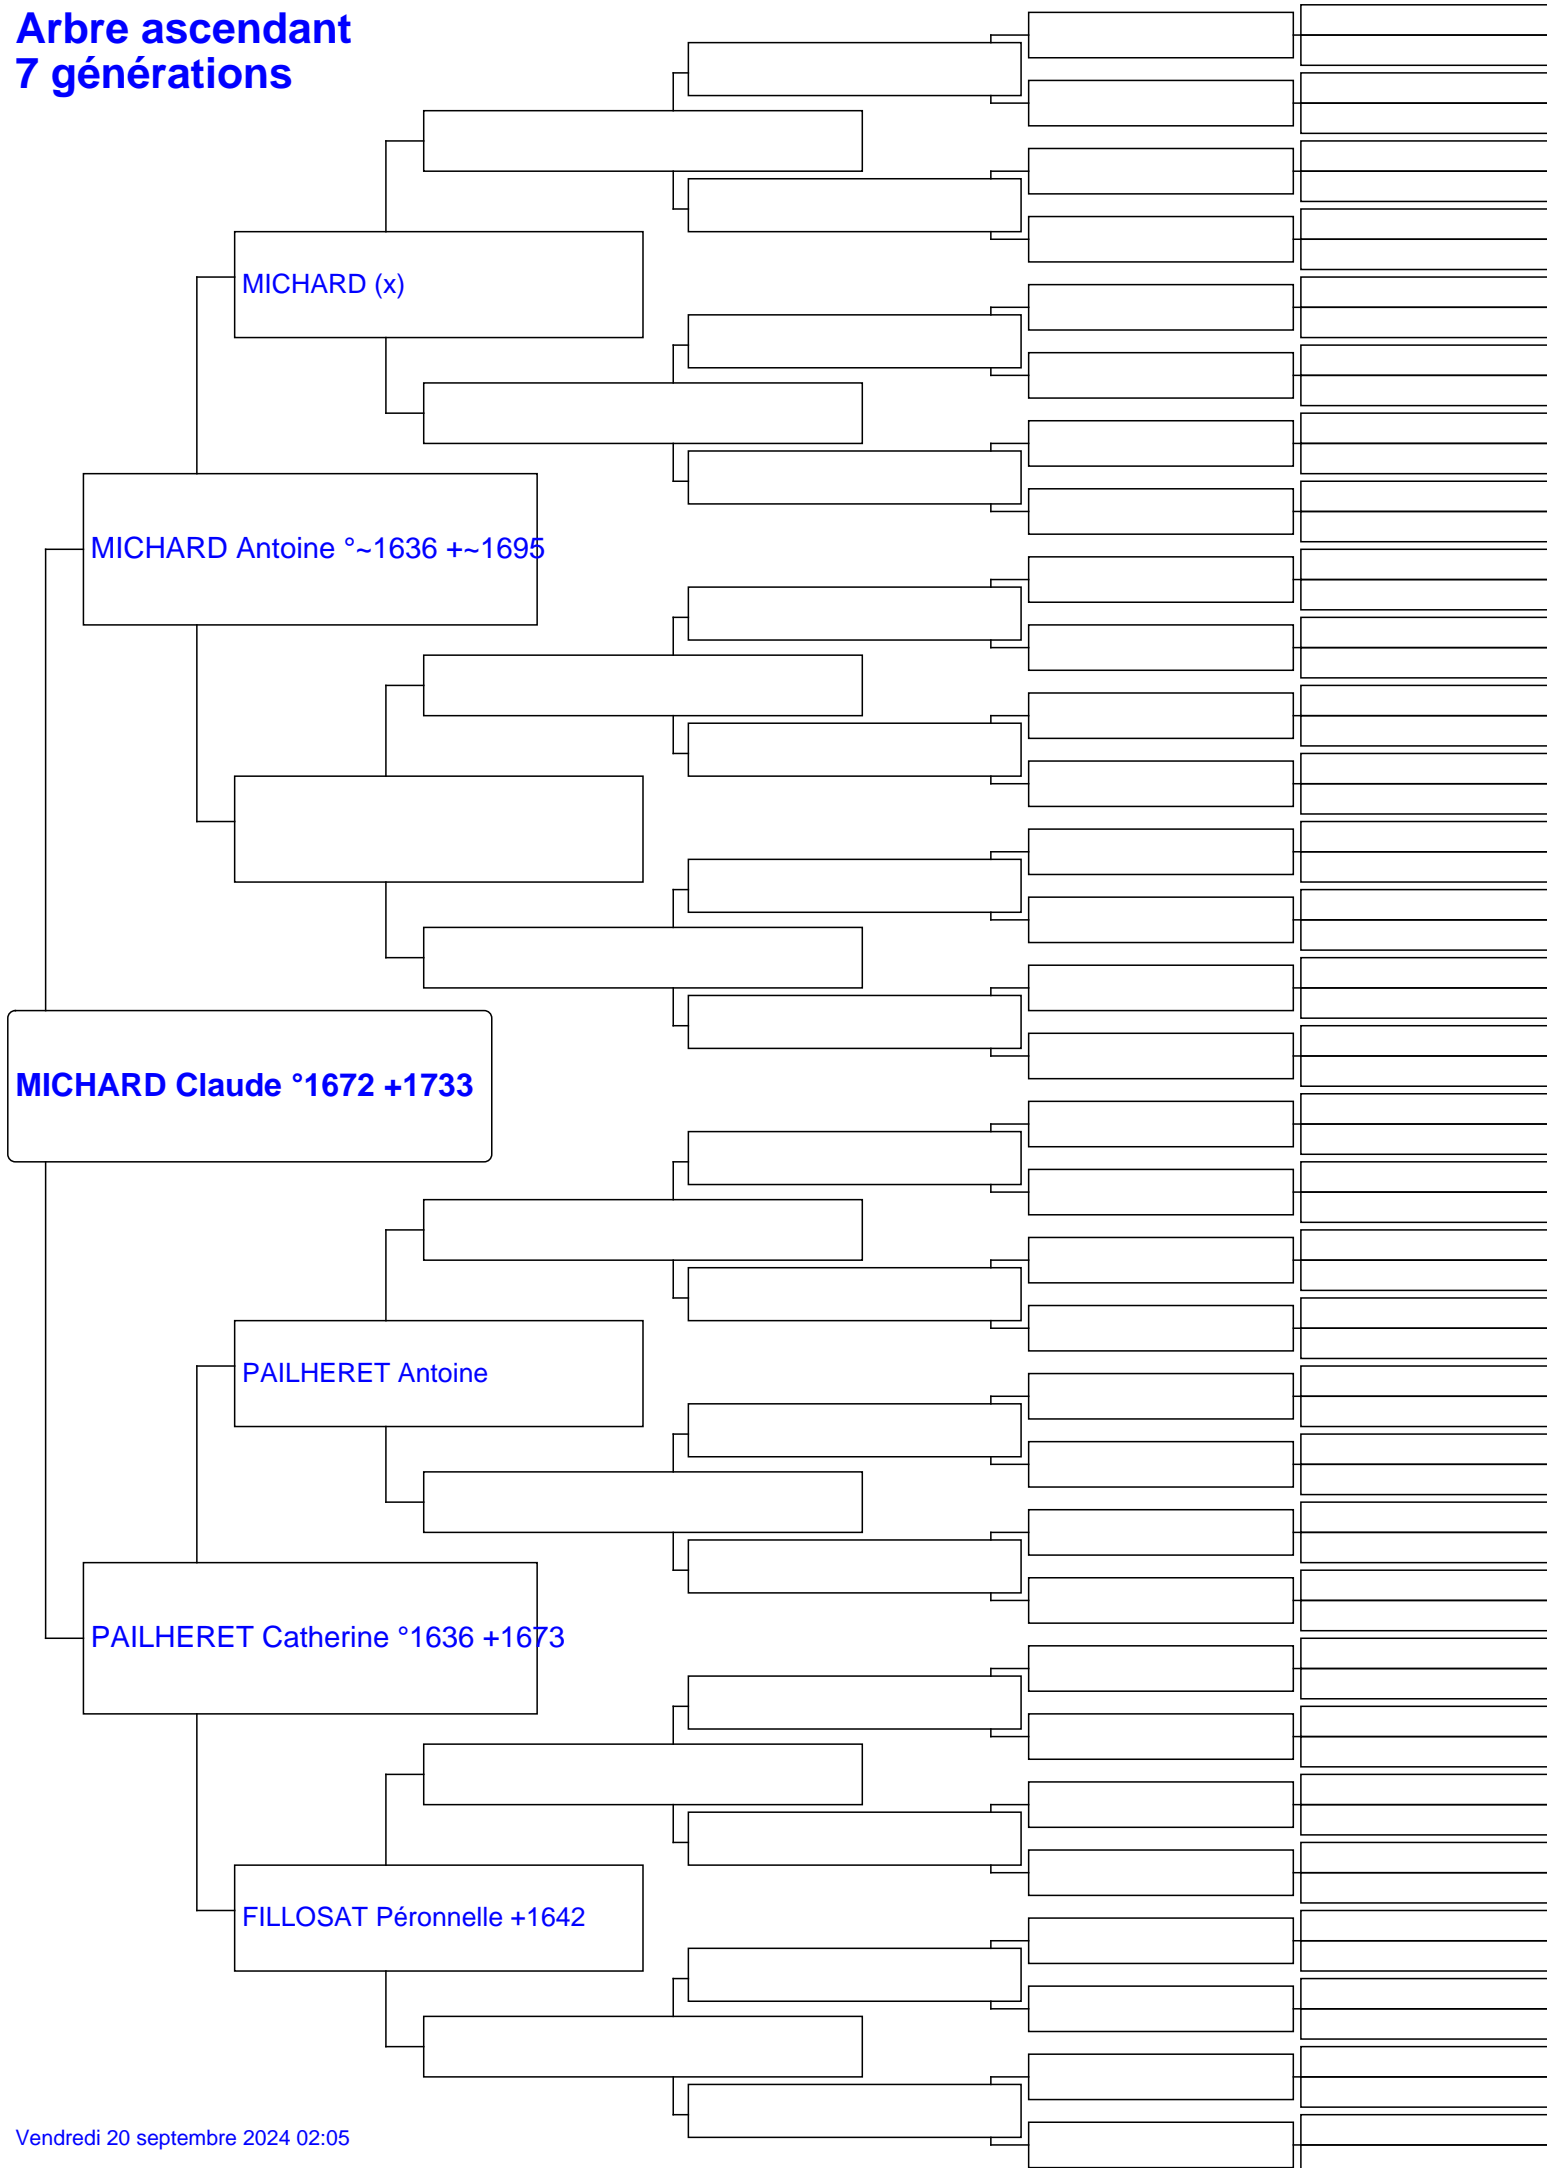 Arbre ascendant
7 générations
MICHARD (x)
MICHARD Antoine °~1636 +~1695
MICHARD Claude °1672 +1733
PAILHERET Antoine
PAILHERET Catherine °1636 +1673
FILLOSAT Péronnelle +1642
Vendredi 20 septembre 2024 02:05